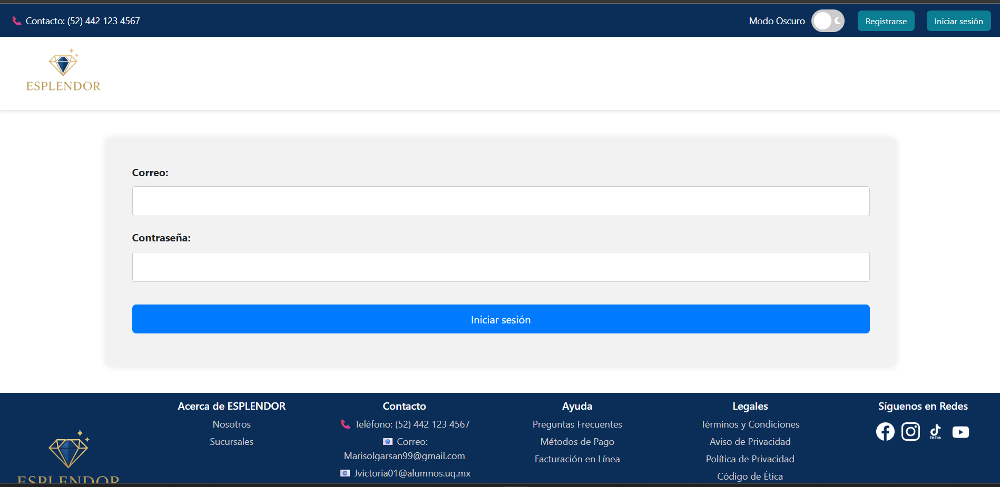 Contacto: (52) 442 123 4567
Modo Oscuro
Registrarse
Iniciar sesión
ESPLENDOR
Correo:
Contraseña:
Iniciar sesión
ESPLENDOR
Acerca de ESPLENDOR
Nosotros
Sucursales
Contacto
Teléfono: (52) 442 123 4567
Correo:
Marisolgarsan99@gmail.com
Jvictoria01@alumnos.uq.mx
Ayuda
Preguntas Frecuentes
Métodos de Pago
Facturación en Línea
Legales
Términos y Condiciones
Aviso de Privacidad
Política de Privacidad
Código de Ética
Síguenos en Redes
TikTok